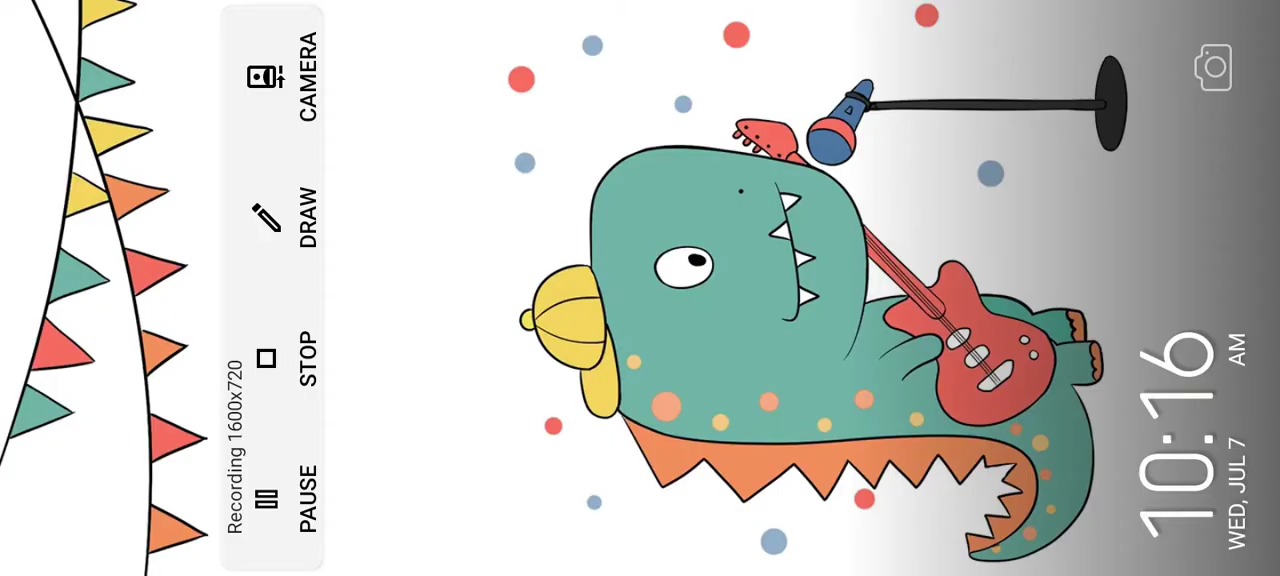 Recording 1600x720
PAUSE
STOP
DRAW
CAMERA
10:16
WED, JUL 7
AM